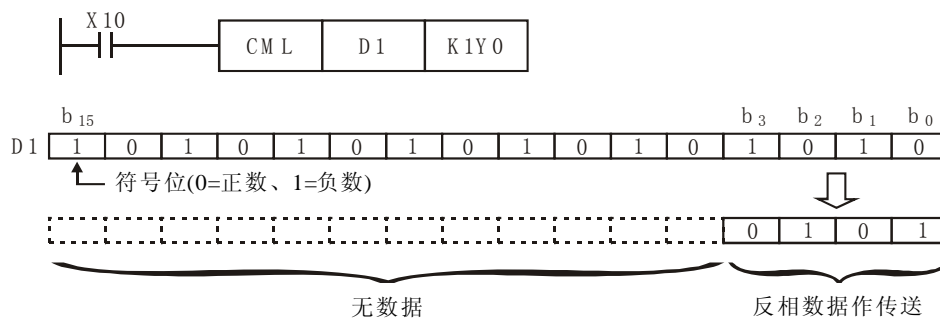 X10
CML D1 K1Y0
b15 b3 b2 b1 b0
D1 1 0 1 0 1 0 1 0 1 0 1 0 1 0 1 0
符号位(0=正数、1=负数)
0 1 0 1
无数据 反相数据作传送